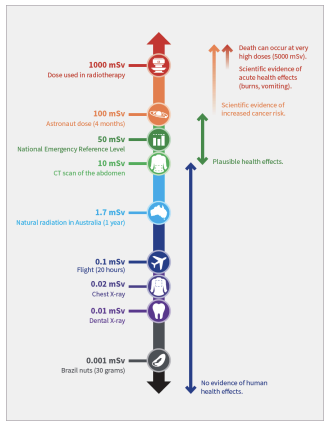 1000 mSv
Dose used in radiotherapy
100 mSv
Astronaut dose (4 months)
50 mSv
National Emergency Reference Level
10 mSv
CT scan of the abdomen
1.7 mSv
Natural radiation in Australia (1 year)
0.1 mSv
Flight (20 hours)
0.02 mSv
Chest X-ray
0.01 mSv
Dental X-ray
0.001 mSv
Brazil nuts (30 grams)
Death can occur at very
high doses (5000 mSv).
Scientific evidence of
acute health effects
(burns, vomiting).
Scientific evidence of
increased cancer risk.
Plausible health effects.
No evidence of human
health effects.